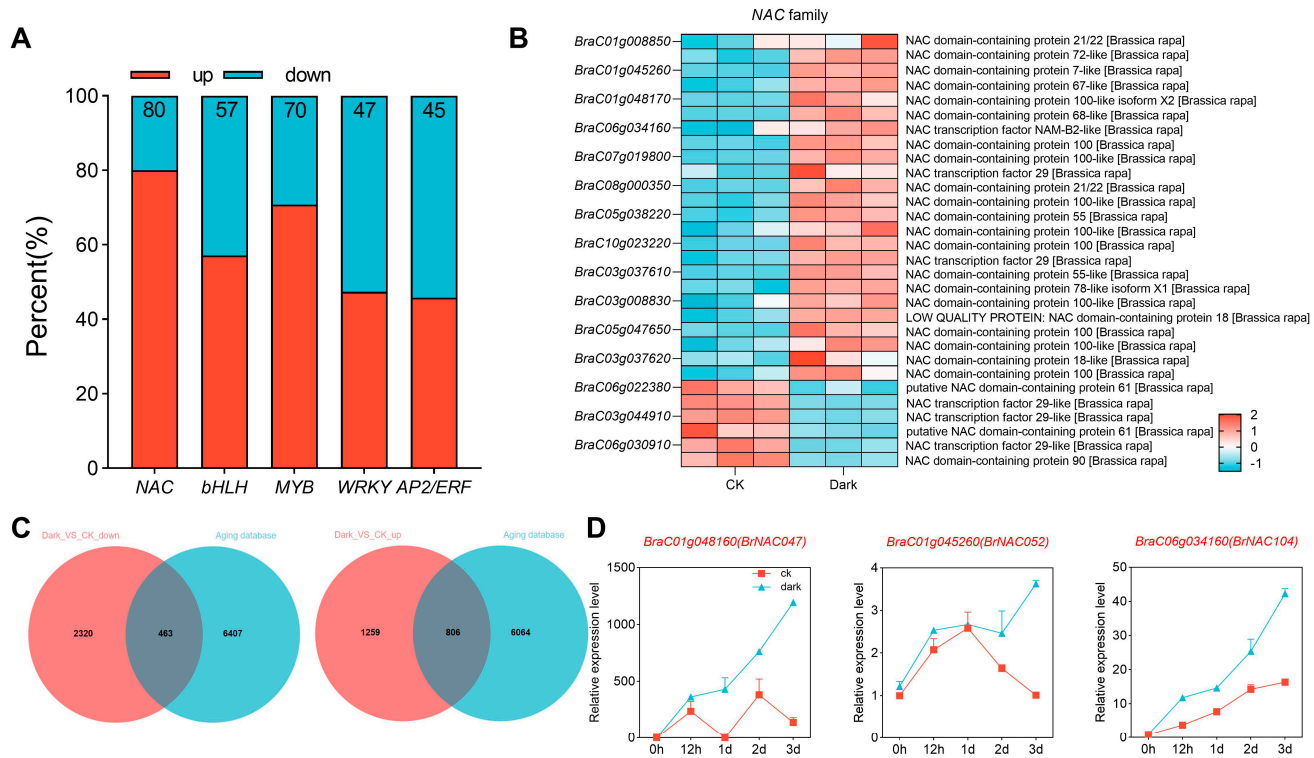 A
up
down
100
80
60
40
20
0
Percent(%)
80
57
70
47
45
NAC
bHLH
MYB
WRKY
AP2/ERF
B
NAC family
BraC01g008850
BraC01g045260
BraC01g048170
BraC06g034160
BraC07g019800
BraC08g000350
BraC05g038220
BraC10g023220
BraC03g037610
BraC03g008830
BraC05g047650
BraC03g037620
BraC06g022380
BraC03g044910
BraC06g030910
NAC domain-containing protein 21/22 [Brassica rapa]
NAC domain-containing protein 72-like [Brassica rapa]
NAC domain-containing protein 7-like [Brassica rapa]
NAC domain-containing protein 67-like [Brassica rapa]
NAC domain-containing protein 100-like isoform X2 [Brassica rapa]
NAC domain-containing protein 68-like [Brassica rapa]
NAC transcription factor NAM-B2-like [Brassica rapa]
NAC domain-containing protein 100 [Brassica rapa]
NAC domain-containing protein 100-like [Brassica rapa]
NAC transcription factor 29 [Brassica rapa]
NAC domain-containing protein 21/22 [Brassica rapa]
NAC domain-containing protein 100-like [Brassica rapa]
NAC domain-containing protein 55 [Brassica rapa]
NAC domain-containing protein 100-like [Brassica rapa]
NAC domain-containing protein 100 [Brassica rapa]
NAC transcription factor 29 [Brassica rapa]
NAC domain-containing protein 55-like [Brassica rapa]
NAC domain-containing protein 78-like isoform X1 [Brassica rapa]
NAC domain-containing protein 100-like [Brassica rapa]
LOW QUALITY PROTEIN: NAC domain-containing protein 18 [Brassica rapa]
NAC domain-containing protein 100 [Brassica rapa]
NAC domain-containing protein 100-like [Brassica rapa]
NAC domain-containing protein 18-like [Brassica rapa]
NAC domain-containing protein 100 [Brassica rapa]
putative NAC domain-containing protein 61 [Brassica rapa]
NAC transcription factor 29-like [Brassica rapa]
NAC transcription factor 29-like [Brassica rapa]
putative NAC domain-containing protein 61 [Brassica rapa]
NAC transcription factor 29-like [Brassica rapa]
NAC domain-containing protein 90 [Brassica rapa]
CK
Dark
2
1
0
-1
C
Dark_VS_CK_down
Aging database
2320
463
6407
Dark_VS_CK_up
Aging database
1259
806
6064
D
BraC01g048160(BrNAC047)
Relative expression level
1500
1000
500
0
ck
dark
0h
12h
1d
2d
3d
BraC01g045260(BrNAC052)
Relative expression level
4
3
2
1
0
0h
12h
1d
2d
3d
BraC06g034160(BrNAC104)
Relative expression level
50
40
30
20
10
0
0h
12h
1d
2d
3d